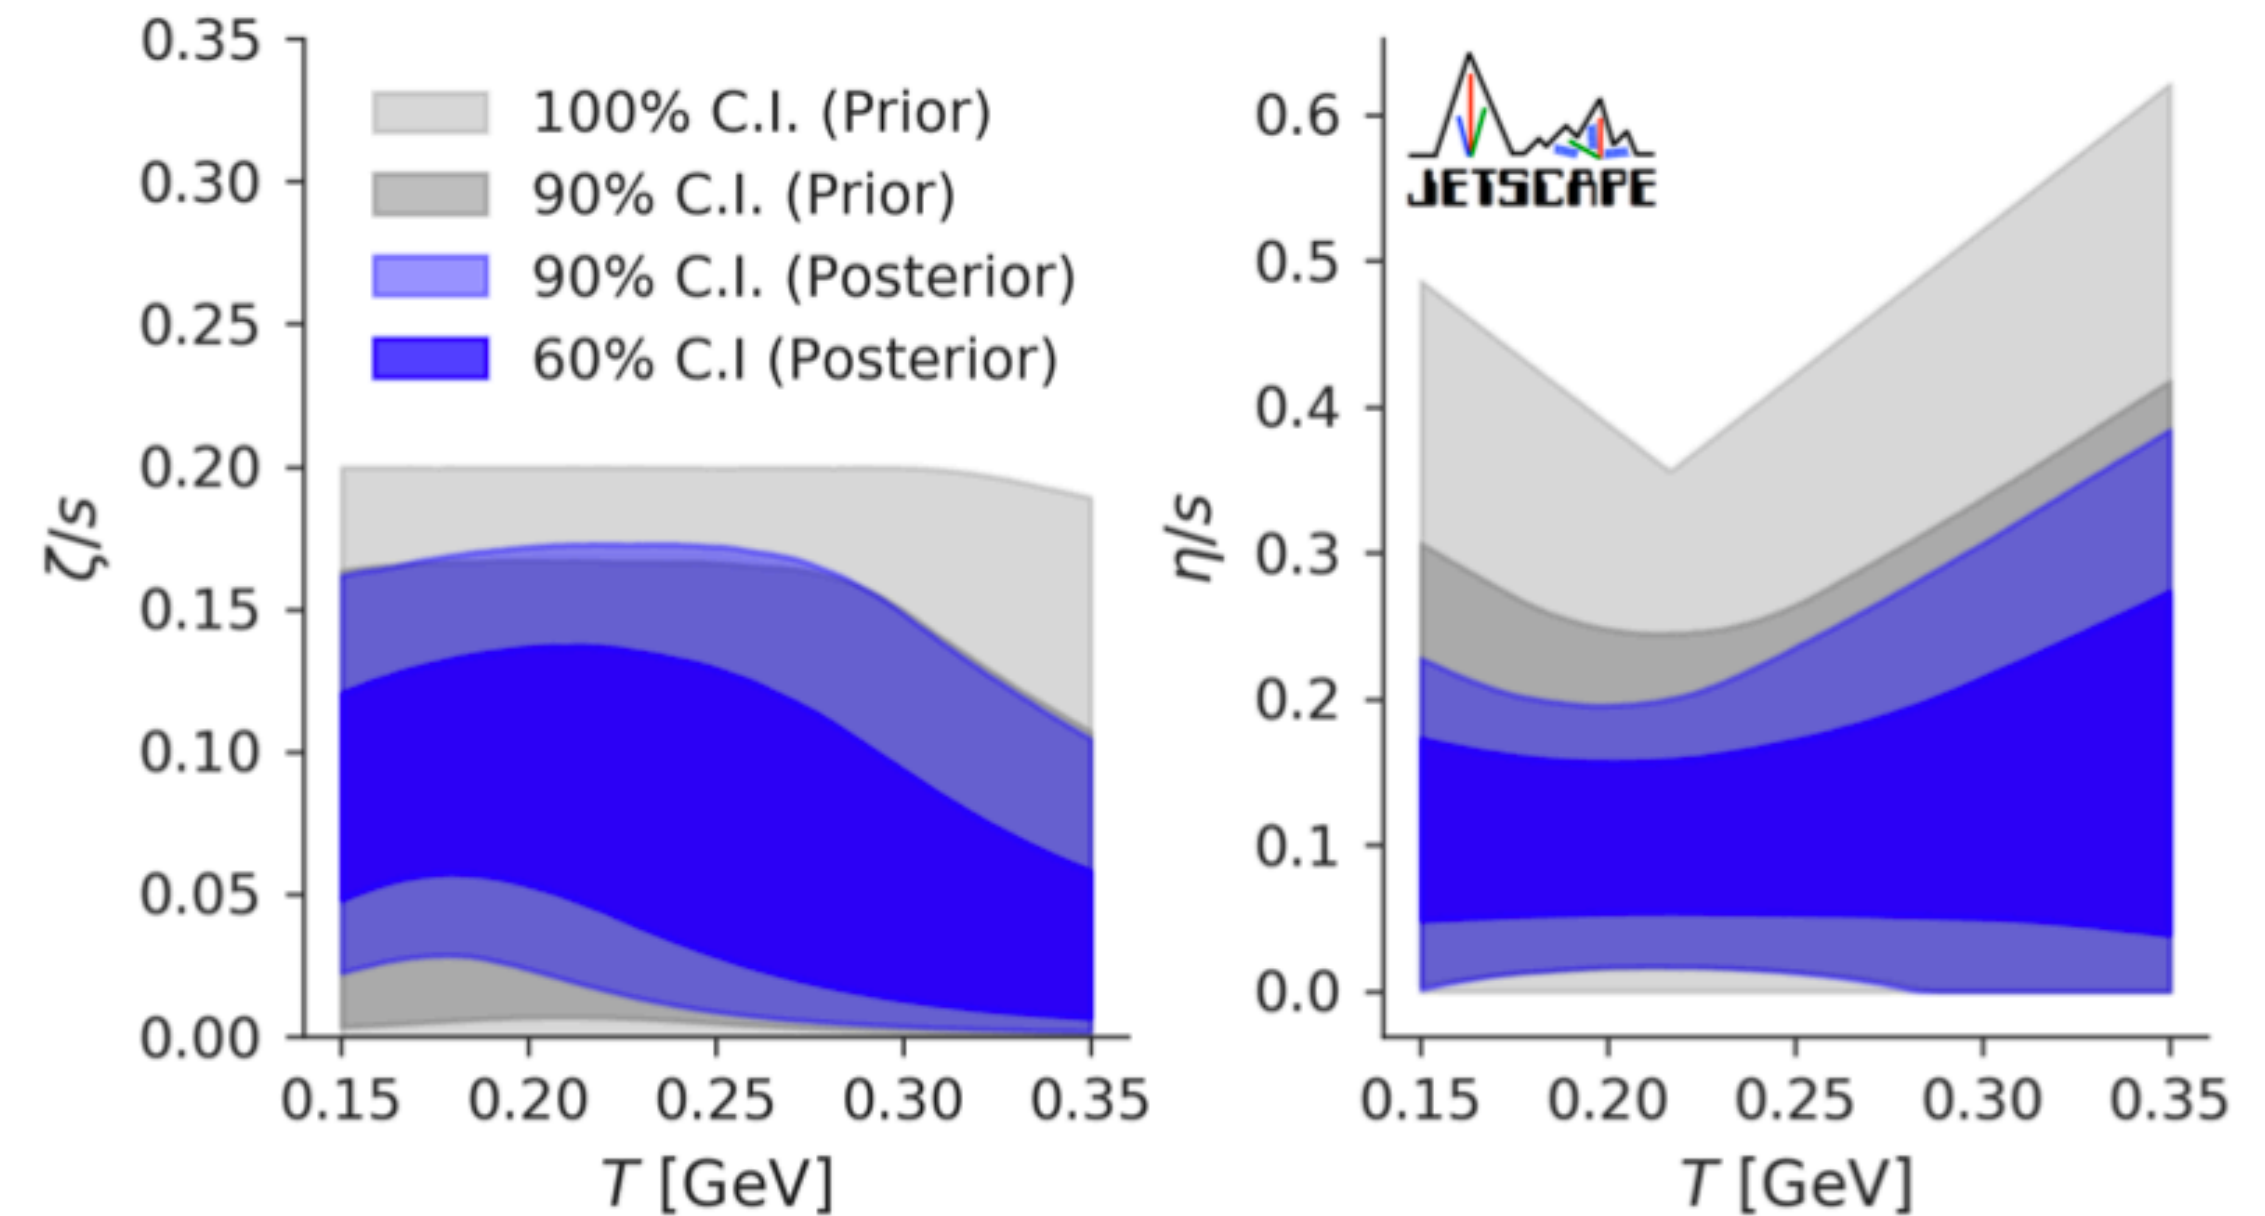 0.35
0.30
0.25
0.20
0.15
0.10
0.05
0.00
ζ/s
100% C.I. (Prior)
90% C.I. (Prior)
90% C.I. (Posterior)
60% C.I (Posterior)
0.15 0.20 0.25 0.30 0.35
T [GeV]
0.6
0.5
0.4
0.3
0.2
0.1
0.0
η/s
JETSCAPE
0.15 0.20 0.25 0.30 0.35
T [GeV]